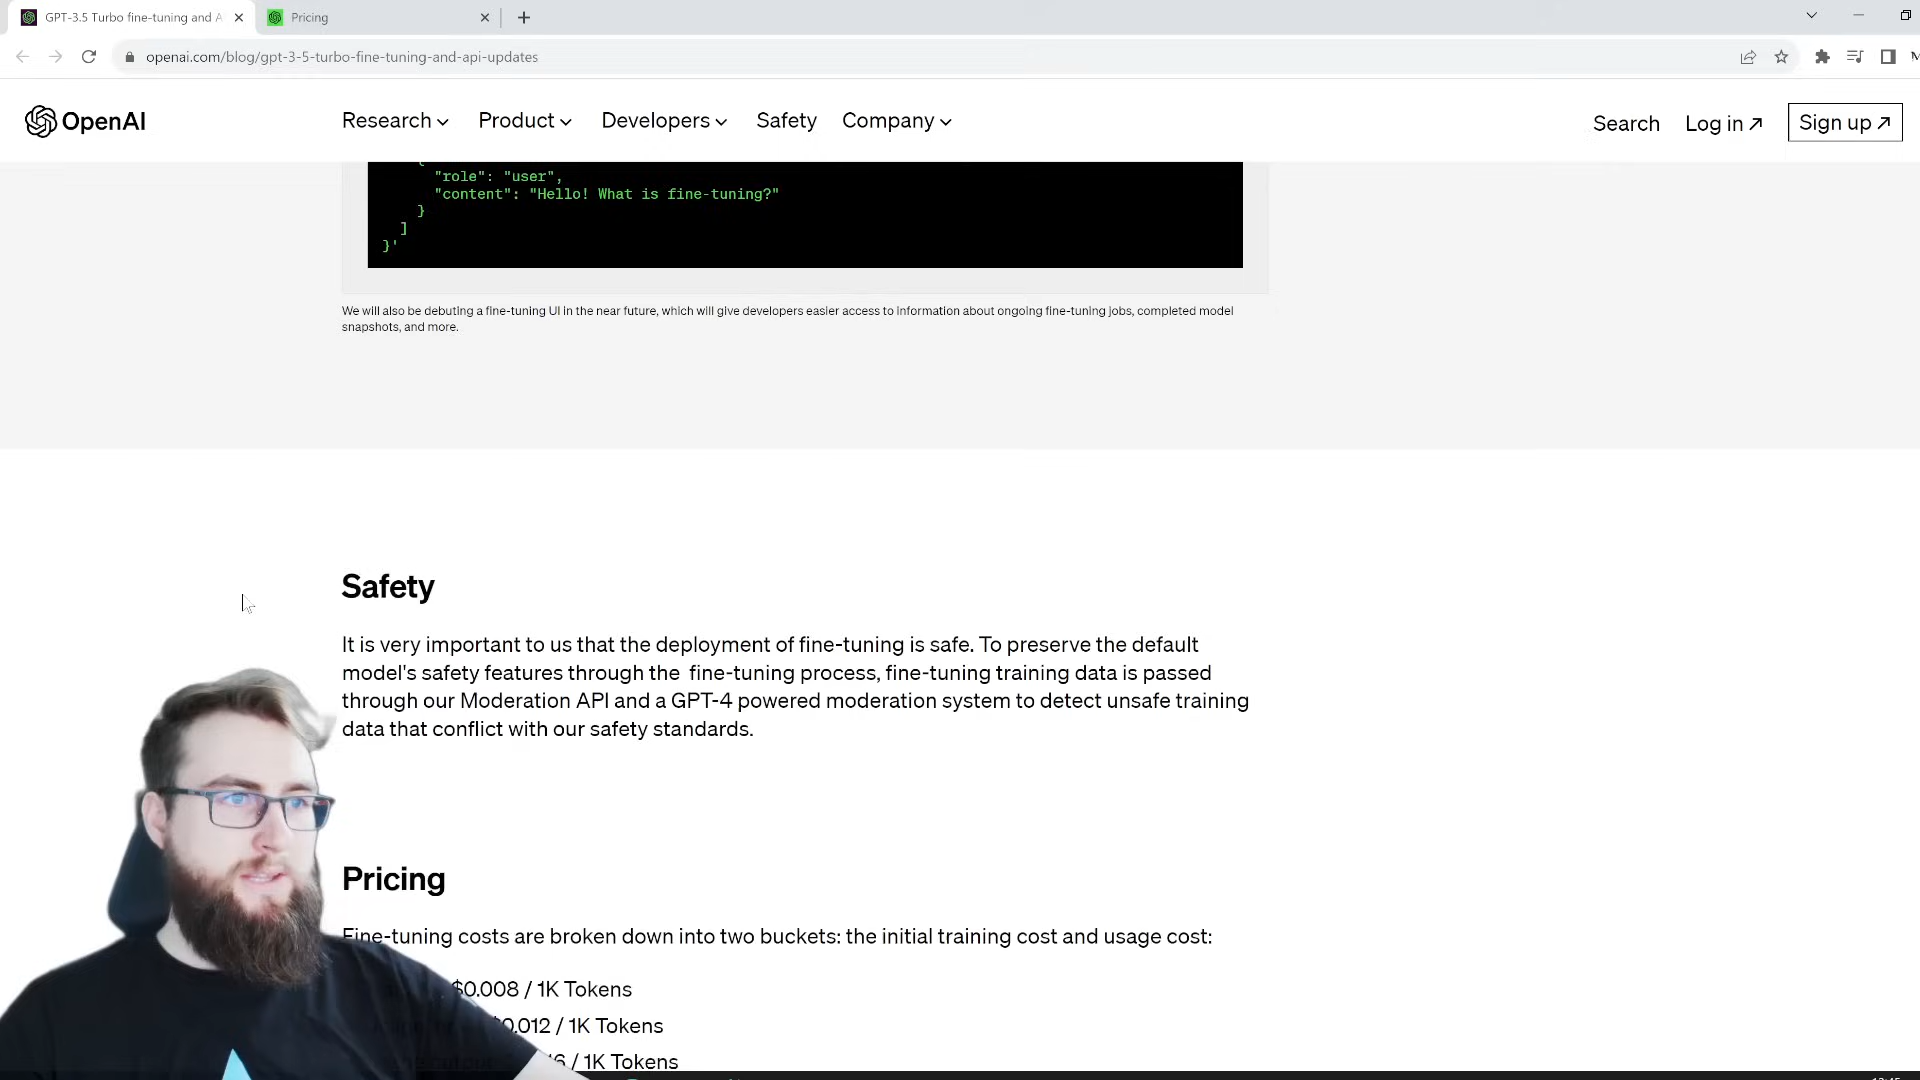 GPT-3.5 Turbo fine-tuning and A
Pricing
openai.com/blog/gpt-3-5-turbo-fine-tuning-and-api-updates
OpenAI
Research
Product
Developers
Safety
Company
Search
Log in ↗
Sign up ↗
{
"role": "user",
"content": "Hello! What is fine-tuning?"
}
]
}'
We will also be debuting a fine-tuning UI in the near future, which will give developers easier access to information about ongoing fine-tuning jobs, completed model
snapshots, and more.
Safety
It is very important to us that the deployment of fine-tuning is safe. To preserve the default
model's safety features through the fine-tuning process, fine-tuning training data is passed
through our Moderation API and a GPT-4 powered moderation system to detect unsafe training
data that conflict with our safety standards.
Pricing
Fine-tuning costs are broken down into two buckets: the initial training cost and usage cost:
$0.008 / 1K Tokens
$0.012 / 1K Tokens
/ 1K Tokens